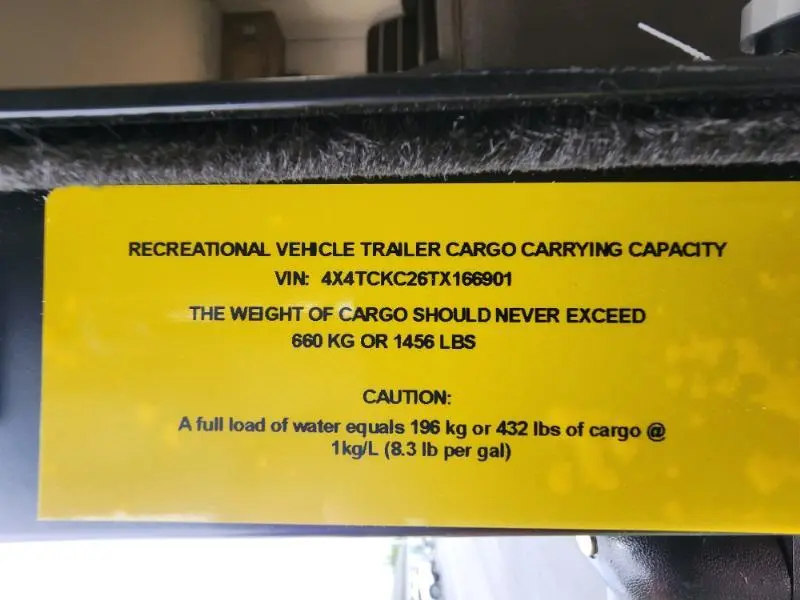 RECREATIONAL VEHICLE TRAILER CARGO CARRYING CAPACITY
VIN: 4X4TCKC26TX166901
THE WEIGHT OF CARGO SHOULD NEVER EXCEED
660 KG OR 1456 LBS
CAUTION:
A full load of water equals 196 kg or 432 lbs of cargo @
1kg/L (8.3 lb per gal)